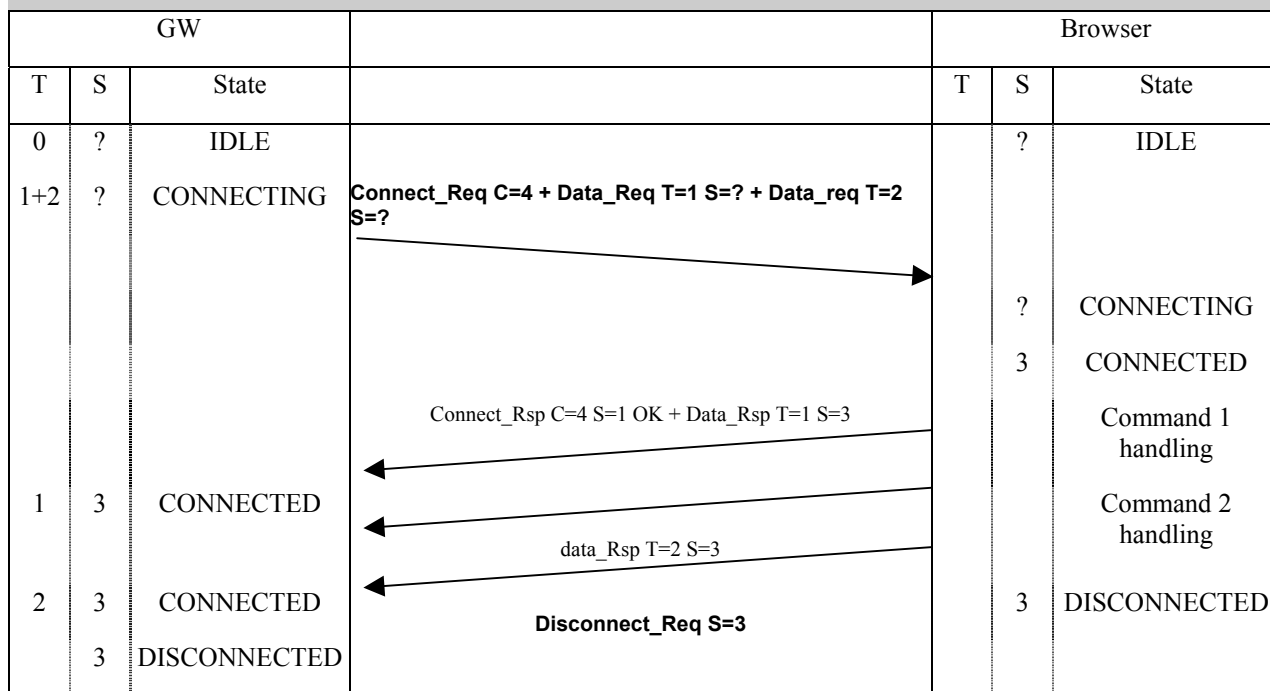 GW Browser
T S State T S State
0 ? IDLE ? IDLE
1+2 ? CONNECTING Connect_Req C=4 + Data_Req T=1 S=? + Data_req T=2
S=?
? CONNECTING
3 CONNECTED
Connect_Rsp C=4 S=1 OK + Data_Rsp T=1 S=3 Command 1
handling
1 3 CONNECTED Command 2
handling
data_Rsp T=2 S=3
2 3 CONNECTED 3 DISCONNECTED
Disconnect_Req S=3
3 DISCONNECTED